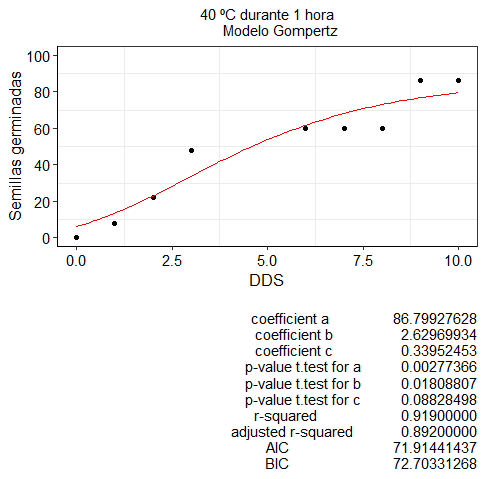 40 ºC durante 1 hora
Modelo Gompertz
Semillas germinadas
100
80
60
40
20
0
0.0 2.5 5.0 7.5 10.0
DDS
coefficient a 86.79927628
coefficient b 2.62969934
coefficient c 0.33952453
p-value t.test for a 0.00277366
p-value t.test for b 0.01808807
p-value t.test for c 0.08828498
r-squared 0.91900000
adjusted r-squared 0.89200000
AIC 71.91441437
BIC 72.70331268